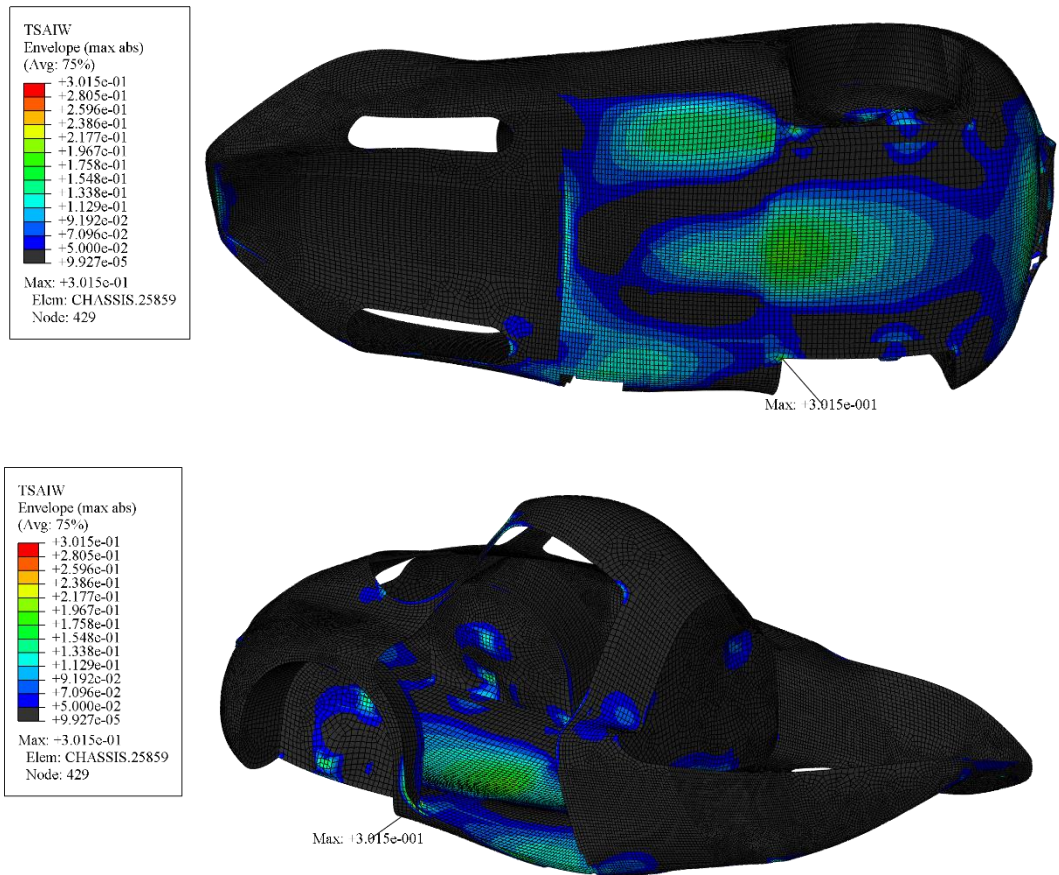 TSAIW
Envelope (max abs)
(Avg: 75%)
+3.015e-01
+2.805e-01
+2.596e-01
+2.386e-01
+2.177e-01
+1.967e-01
+1.758e-01
+1.548e-01
+1.338e-01
+1.129e-01
+9.192e-02
+7.096e-02
+5.000e-02
+9.927e-05
Max: +3.015e-01
Elem: CHASSIS.25859
Node: 429
Max: +3.015e-001
TSAIW
Envelope (max abs)
(Avg: 75%)
+3.015e-01
+2.805e-01
+2.596e-01
+2.386e-01
+2.177e-01
+1.967e-01
+1.758e-01
+1.548e-01
+1.338e-01
+1.129e-01
+9.192e-02
+7.096e-02
+5.000e-02
+9.927e-05
Max: +3.015e-01
Elem: CHASSIS.25859
Node: 429
Max: +3.015e-001